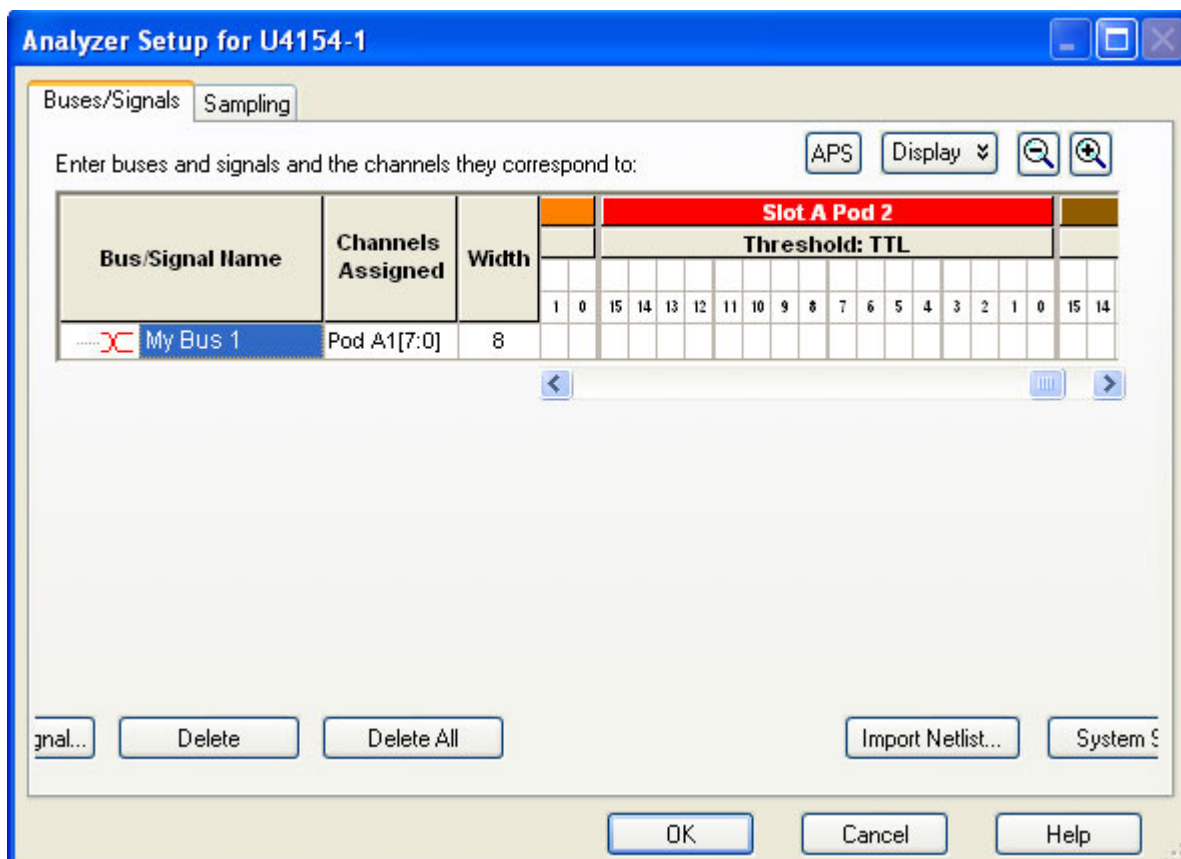 Analyzer Setup for U4154-1
Buses/Signals Sampling
Enter buses and signals and the channels they correspond to: APS Display
Slot A Pod 2
Bus/Signal Name Channels Assigned Width Threshold: TTL
1 0 15 14 13 12 11 10 9 8 7 6 5 4 3 2 1 0 15 14
My Bus 1 Pod A1[7:0] 8
gnal... Delete Delete All Import Netlist... System S
OK Cancel Help